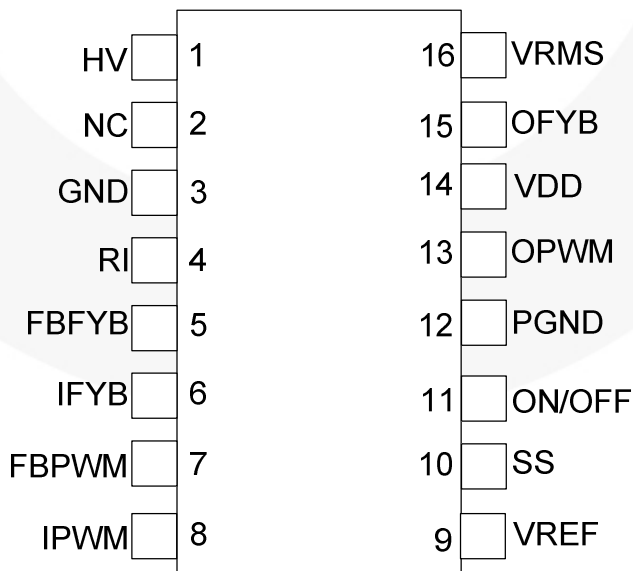 HV 1 16 VRMS
NC 2 15 OFYB
GND 3 14 VDD
RI 4 13 OPWM
FBFYB 5 12 PGND
IFYB 6 11 ON/OFF
FBPWM 7 10 SS
IPWM 8 9 VREF